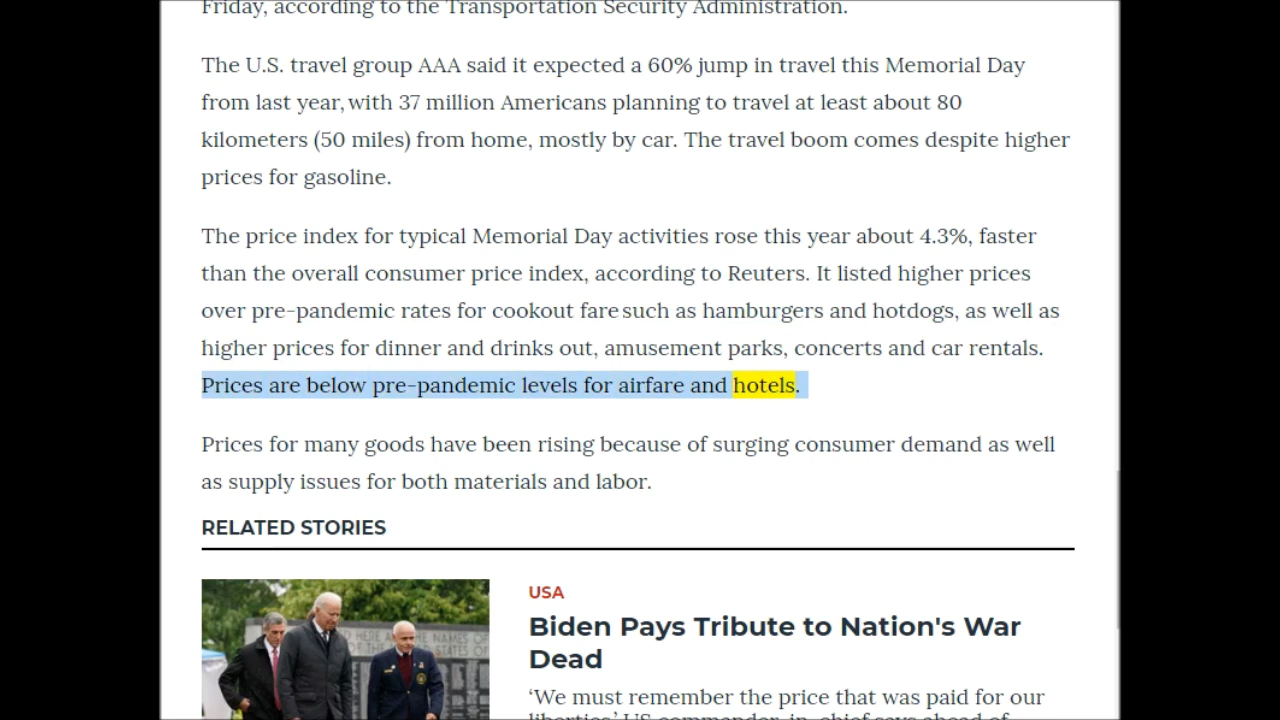 Friday, according to the Transportation Security Administration.
The U.S. travel group AAA said it expected a 60% jump in travel this Memorial Day
from last year, with 37 million Americans planning to travel at least about 80
kilometers (50 miles) from home, mostly by car. The travel boom comes despite higher
prices for gasoline.
The price index for typical Memorial Day activities rose this year about 4.3%, faster
than the overall consumer price index, according to Reuters. It listed higher prices
over pre-pandemic rates for cookout fare such as hamburgers and hotdogs, as well as
higher prices for dinner and drinks out, amusement parks, concerts and car rentals.
Prices are below pre-pandemic levels for airfare and hotels.
Prices for many goods have been rising because of surging consumer demand as well
as supply issues for both materials and labor.
RELATED STORIES
USA
Biden Pays Tribute to Nation's War
Dead
‘We must remember the price that was paid for our
liberties,’ US commander-in-chief says ahead of